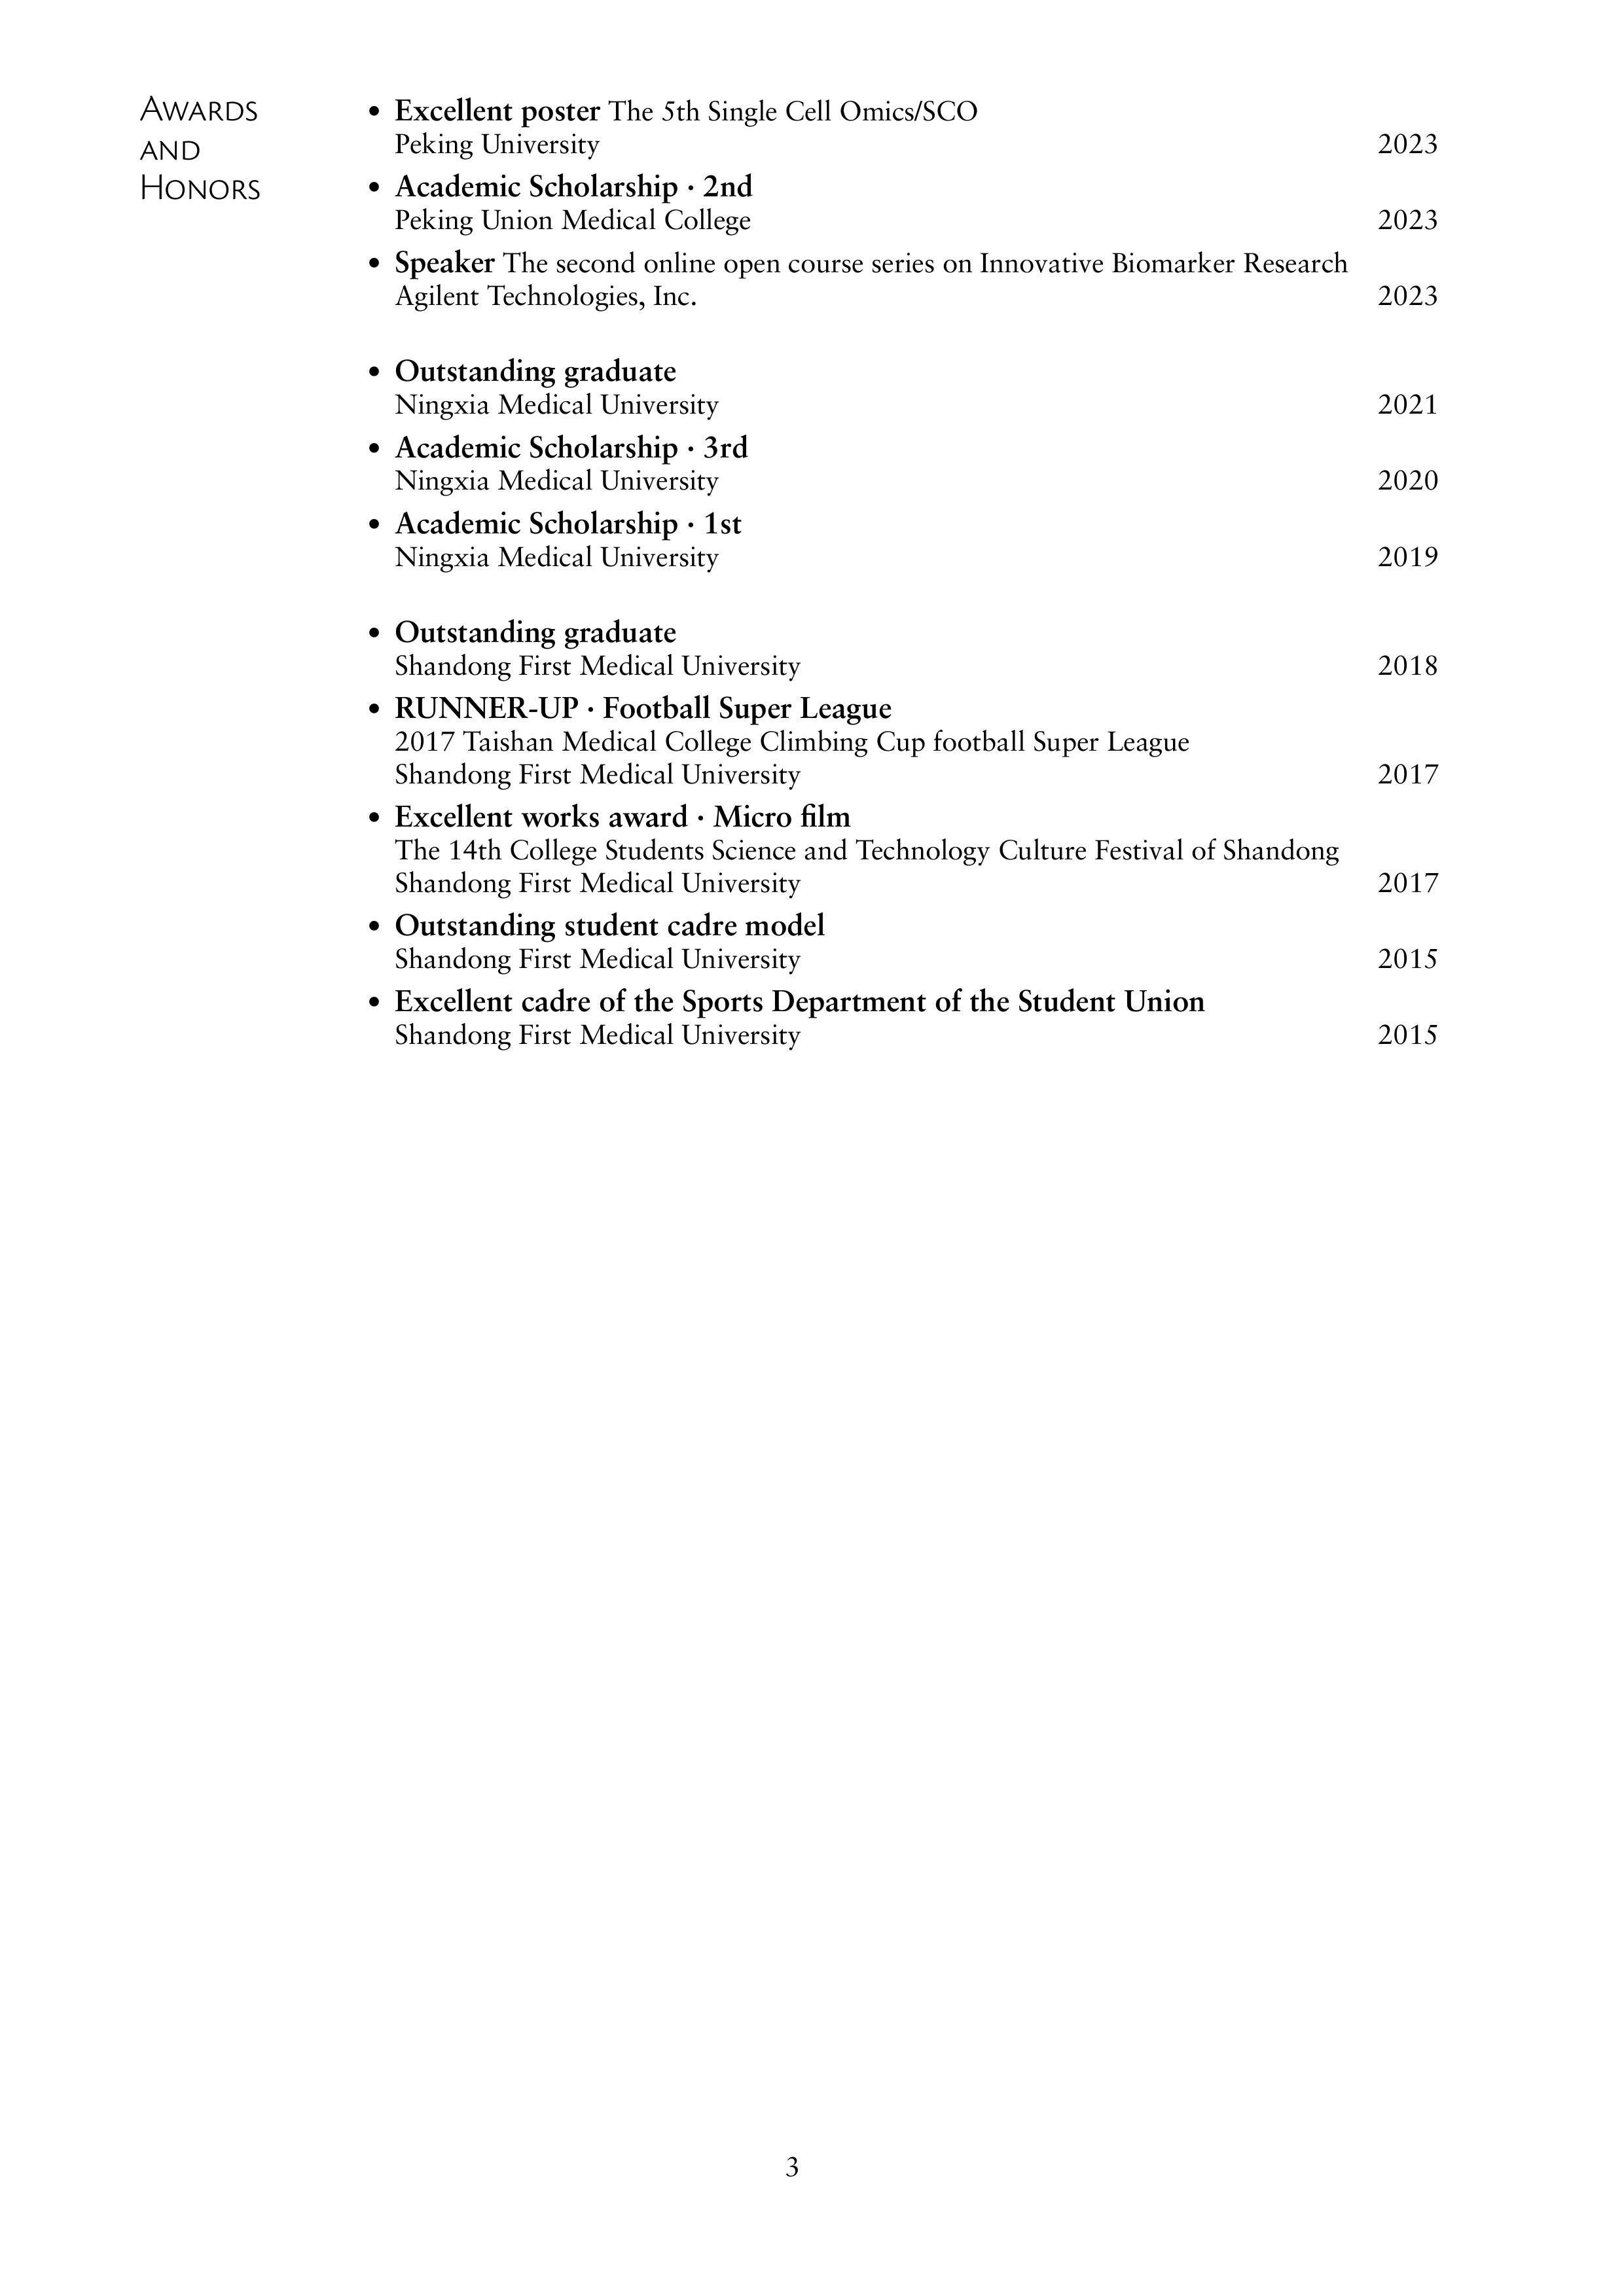 Awards
and
Honors
• Excellent poster The 5th Single Cell Omics/SCO
Peking University 2023
• Academic Scholarship · 2nd
Peking Union Medical College 2023
• Speaker The second online open course series on Innovative Biomarker Research
Agilent Technologies, Inc. 2023
• Outstanding graduate
Ningxia Medical University 2021
• Academic Scholarship · 3rd
Ningxia Medical University 2020
• Academic Scholarship · 1st
Ningxia Medical University 2019
• Outstanding graduate
Shandong First Medical University 2018
• RUNNER-UP · Football Super League
2017 Taishan Medical College Climbing Cup football Super League
Shandong First Medical University 2017
• Excellent works award · Micro film
The 14th College Students Science and Technology Culture Festival of Shandong
Shandong First Medical University 2017
• Outstanding student cadre model
Shandong First Medical University 2015
• Excellent cadre of the Sports Department of the Student Union
Shandong First Medical University 2015
3